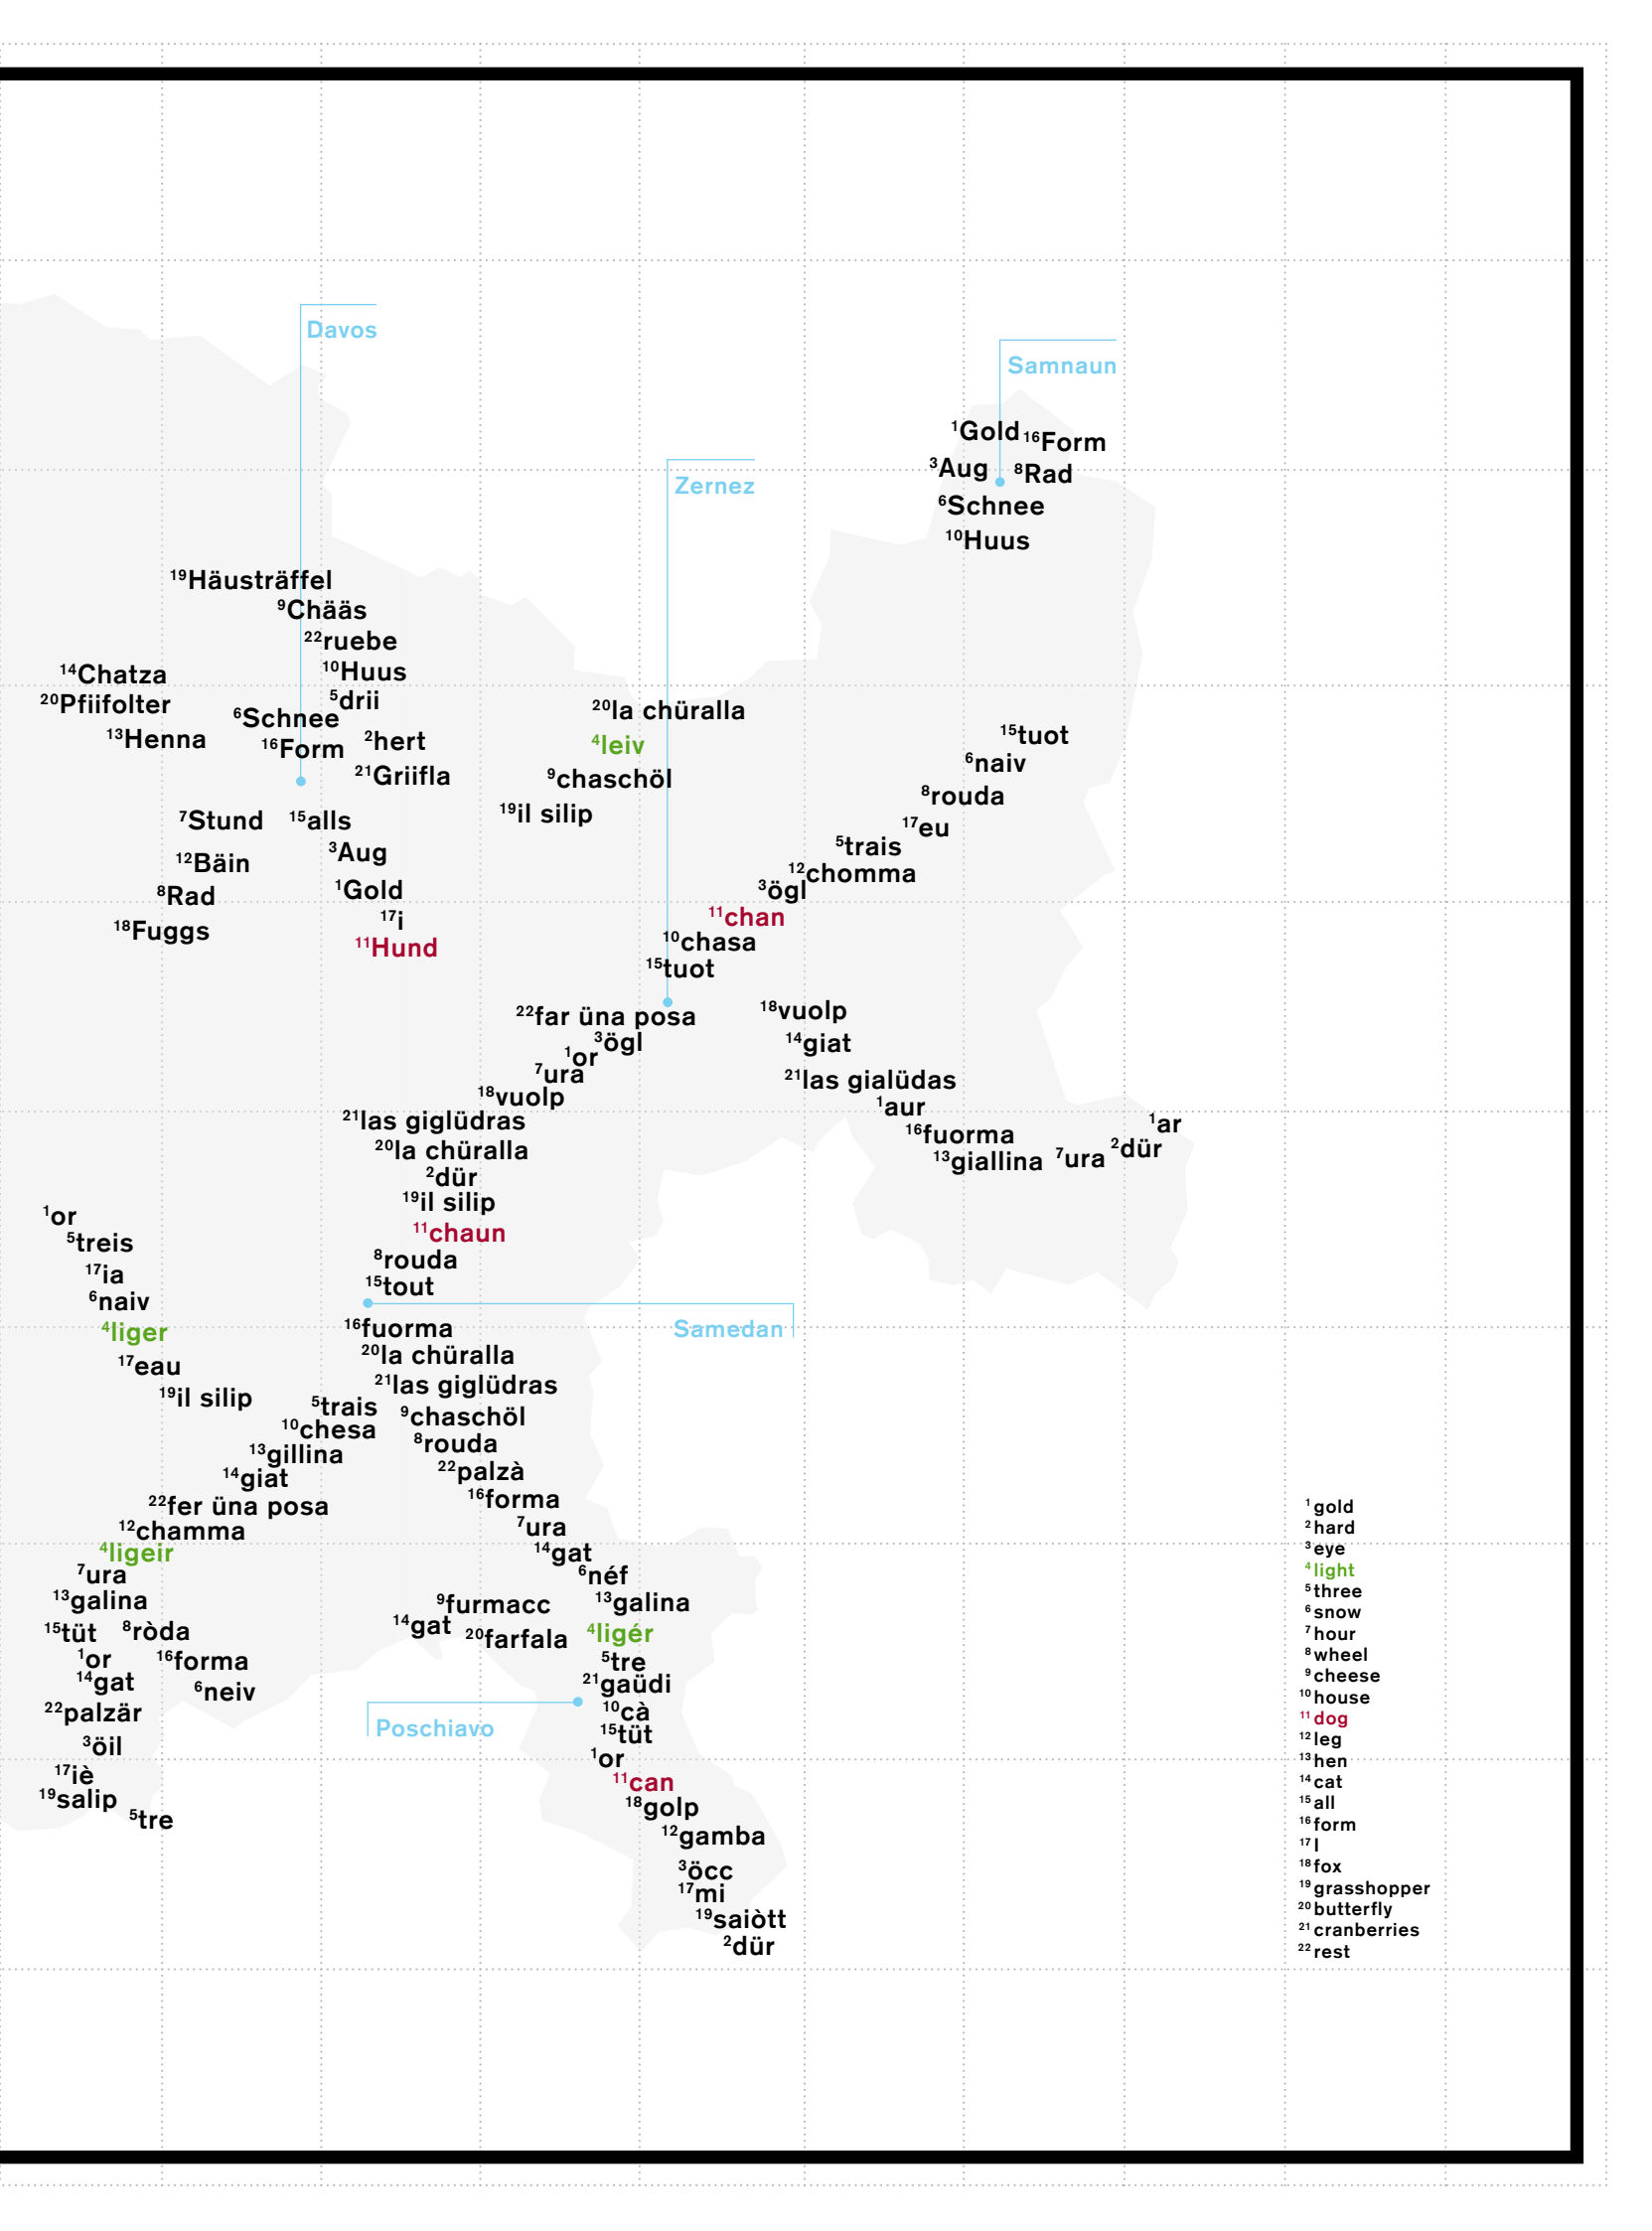 Davos
Samnaun
¹Gold ¹⁶Form
³Aug ⁸Rad
Zernez
⁶Schnee
¹⁰Huus
¹⁹Häusträffel
⁹Chääs
²²ruebe
¹⁰Huus
¹⁴Chatza
⁵drii
²⁰Pfiifolter
⁶Schnee
²⁰la chüralla
¹³Henna
¹⁶Form
²hert
⁴leiv
¹⁵tuot
²¹Griifla
⁹chaschöl
⁶naiv
⁸rouda
¹⁹il silip
⁷Stund
¹⁵alls
¹⁷eu
³Aug
⁵trais
¹²Bäin
¹²chomma
⁸Rad
¹Gold
³ögl
¹⁷i
¹¹chan
¹⁸Fuggs
¹¹Hund
¹⁰chasa
¹⁵tuot
²²far üna posa
¹⁸vuolp
³ögl
¹⁴giat
¹or
⁷ura
²¹las gialüdas
¹⁸vuolp
¹aur
²¹las giglüdras
¹ar
¹⁶fuorma
²⁰la chüralla
²dür
¹³giallina
⁷ura
²dür
¹⁹il silip
¹or
¹¹chaun
⁵treis
⁸rouda
¹⁷ia
¹⁵tout
⁶naiv
Samedan
⁴liger
¹⁶fuorma
²⁰la chüralla
¹⁷eau
²¹las giglüdras
¹⁹il silip
⁵trais
⁹chaschöl
¹⁰chesa
⁸rouda
¹³gillina
²²palzà
¹⁴giat
¹⁶forma
²²fer üna posa
⁷ura
¹²chamma
⁴ligeir
¹⁴gat
⁷ura
⁶néf
¹³galina
⁹furmacc
¹³galina
¹⁴gat
²⁰farfala
⁴ligér
¹⁵tüt
⁸ròda
¹or
¹⁶forma
⁵tre
¹⁴gat
²¹gaüdi
⁶neiv
²²palzär
¹⁰cà
Poschiavo
¹⁵tüt
³öil
¹or
¹⁷iè
¹¹can
¹⁹salip
¹⁸golp
⁵tre
¹²gamba
³öcc
¹⁷mi
¹⁹saiòtt
²dür
¹gold
²hard
³eye
⁴light
⁵three
⁶snow
⁷hour
⁸wheel
⁹cheese
¹⁰house
¹¹dog
¹²leg
¹³hen
¹⁴cat
¹⁵all
¹⁶form
¹⁷I
¹⁸fox
¹⁹grasshopper
²⁰butterfly
²¹cranberries
²²rest